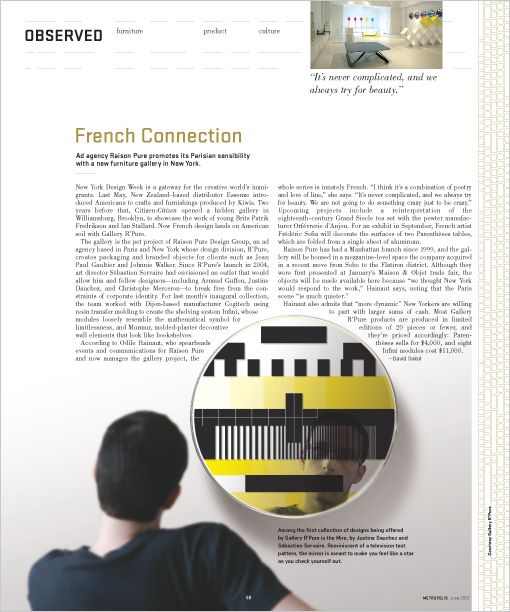 OBSERVED
furniture
product
culture
“It’s never complicated, and we
always try for beauty.”
French Connection
Ad agency Raison Pure promotes its Parisian sensibility
with a new furniture gallery in New York.
New York Design Week is a gateway for the creative world’s immi-
grants. Last May, New Zealand–based distributor Essenze intro-
duced Americans to crafts and furnishings produced by Kiwis. Two
years before that, Citizen:Citizen opened a hidden gallery in
Williamsburg, Brooklyn, to showcase the work of young Brits Patrik
Fredrikson and Ian Stallard. Now French design lands on American
soil with Gallery R’Pure.
The gallery is the pet project of Raison Pure Design Group, an ad
agency based in Paris and New York whose design division, R’Pure,
creates packaging and branded objects for clients such as Jean
Paul Gaultier and Johnnie Walker. Since R’Pure’s launch in 2004,
art director Sébastien Servaire had envisioned an outlet that would
allow him and fellow designers—including Arnaud Guffon, Justine
Dauchez, and Christophe Merceron—to break free from the con-
straints of corporate identity. For last month’s inaugural collection,
the team worked with Dijon-based manufacturer Cogitech using
resin transfer molding to create the shelving system Infini, whose
modules loosely resemble the mathematical symbol for
limitlessness, and Murmur, molded-plaster decorative
wall elements that look like bookshelves.
According to Odile Hainaut, who spearheads
events and communications for Raison Pure
and now manages the gallery project, the
whole series is innately French. “I think it’s a combination of poetry
and love of line,” she says. “It’s never complicated, and we always try
for beauty. We are not going to do something crazy just to be crazy.”
Upcoming projects include a reinterpretation of the
eighteenth-century Grand Siecle tea set with the pewter manufac-
turer Orfèvrerie d’Anjou. For an exhibit in September, French artist
Frédéric Sofia will decorate the surfaces of two Parenthèses tables,
which are folded from a single sheet of aluminum.
Raison Pure has had a Manhattan branch since 1999, and the gal-
lery will be housed in a mezzanine-level space the company acquired
in a recent move from Soho to the Flatiron district. Although they
were first presented at January’s Maison & Objet trade fair, the
objects will be made available here because “we thought New York
would respond to the work,” Hainaut says, noting that the Paris
scene “is much quieter.”
Hainaut also admits that “more dynamic” New Yorkers are willing
to part with larger sums of cash. Most Gallery
R’Pure products are produced in limited
editions of 20 pieces or fewer, and
they’re priced accordingly: Paren-
thèses sells for $4,000, and eight
Infini modules cost $11,000.
—David Sokol
Among the first collection of designs being offered
by Gallery R’Pure is the Mire, by Justine Dauchez and
Sébastien Servaire. Reminiscent of a television test
pattern, the mirror is meant to make you feel like a star
as you check yourself out.
Courtesy Gallery R’Pure
METROPOLIS June 2007